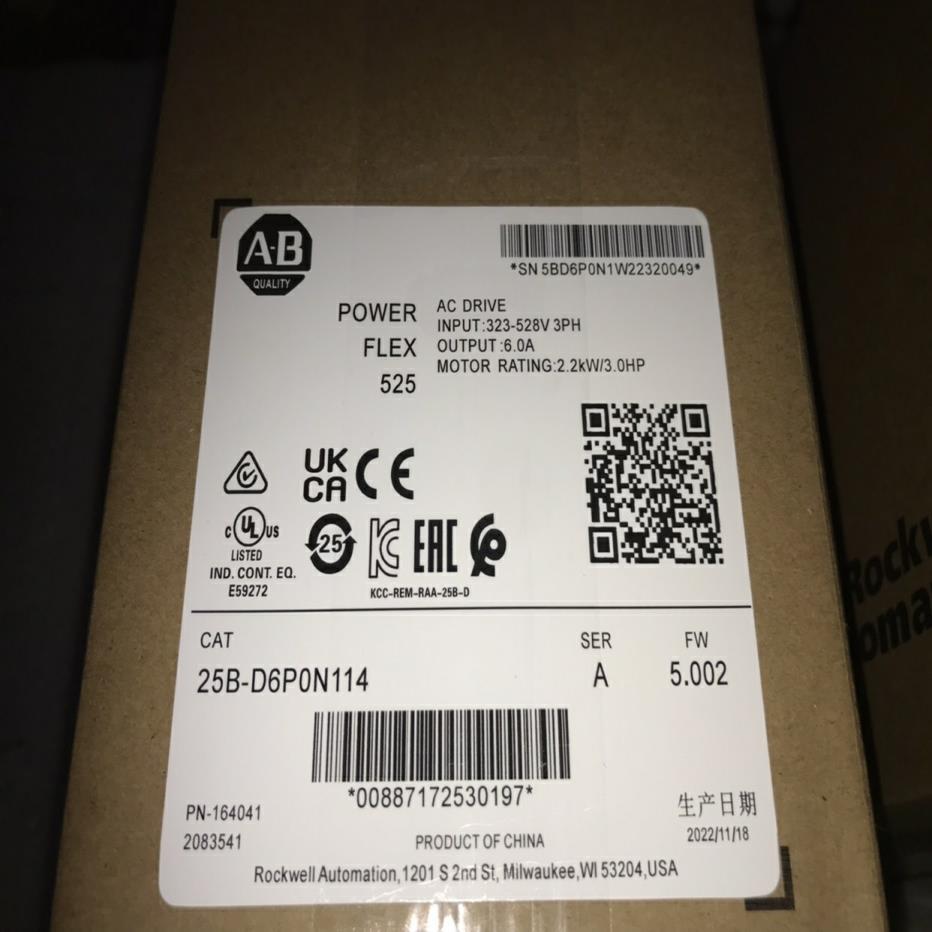 A-B
QUALITY
*SN 5BD6P0N1W22320049*
POWER
FLEX
525
AC DRIVE
INPUT:323-528V 3PH
OUTPUT:6.0A
MOTOR RATING:2.2kW/3.0HP
UK
CA
CE
C UL US
LISTED
IND. CONT. EQ.
E59272
25
KC
EAC
KCC-REM-RAA-25B-D
CAT
25B-D6P0N114
SER
A
FW
5.002
*00887172530197*
PN-164041
2083541
PRODUCT OF CHINA
生产日期
2022/11/18
Rockwell Automation,1201 S 2nd St, Milwaukee,WI 53204,USA